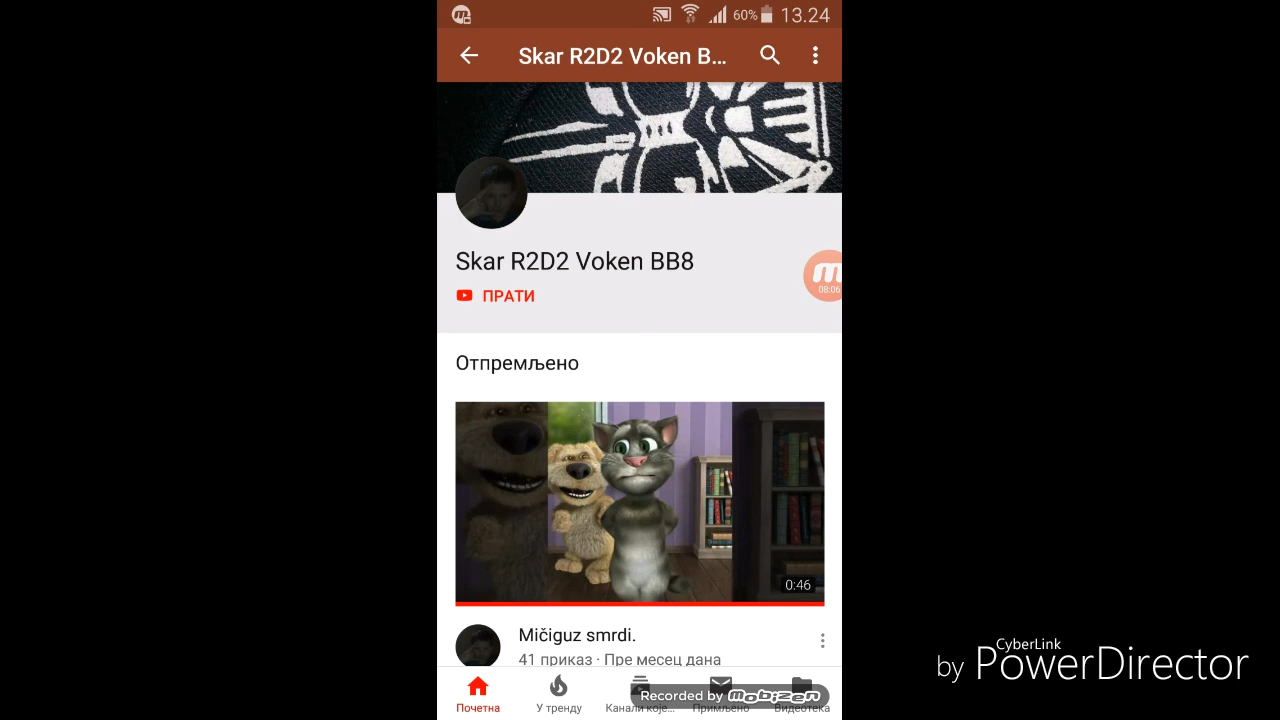 60% 13.24
Skar R2D2 Voken B...
Skar R2D2 Voken BB8
ПРАТИ
08:06
Отпремљено
0:46
Mičiguz smrdi.
41 приказ · Пре месец дана
Recorded by mobizen
Почетна У тренду Канали које... Примљено Видеотека
CyberLink
by PowerDirector